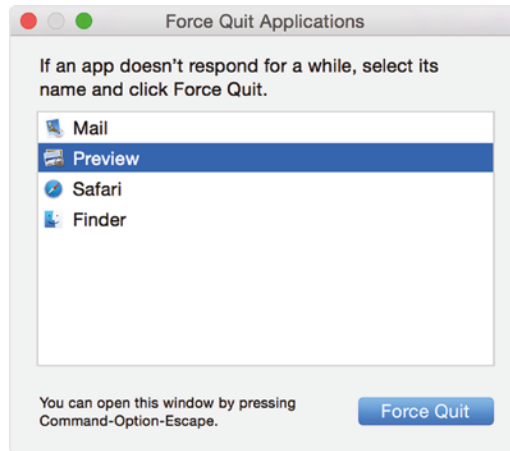 Force Quit Applications
If an app doesn’t respond for a while, select its
name and click Force Quit.
Mail
Preview
Safari
Finder
You can open this window by pressing
Command-Option-Escape.
Force Quit